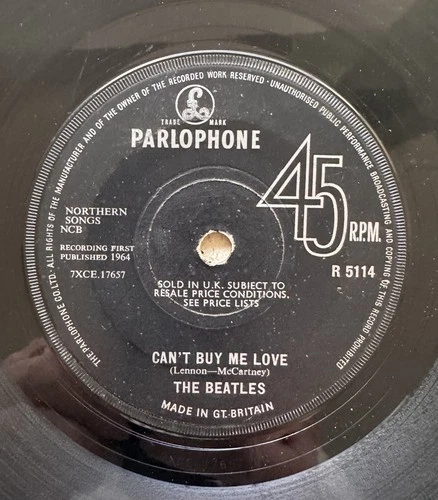 THE PARLOPHONE CO.LTD. · ALL RIGHTS OF THE MANUFACTURER AND OF THE OWNER OF THE RECORDED WORK RESERVED · UNAUTHORISED PUBLIC PERFORMANCE BROADCASTING AND COPYING OF THIS RECORD PROHIBITED
£
TRADE MARK
PARLOPHONE
45 R.P.M.
NORTHERN
SONGS
NCB
R 5114
RECORDING FIRST
PUBLISHED 1964
7XCE.17657
SOLD IN U.K. SUBJECT TO
RESALE PRICE CONDITIONS,
SEE PRICE LISTS
CAN'T BUY ME LOVE
(Lennon—McCartney)
THE BEATLES
MADE IN GT. BRITAIN